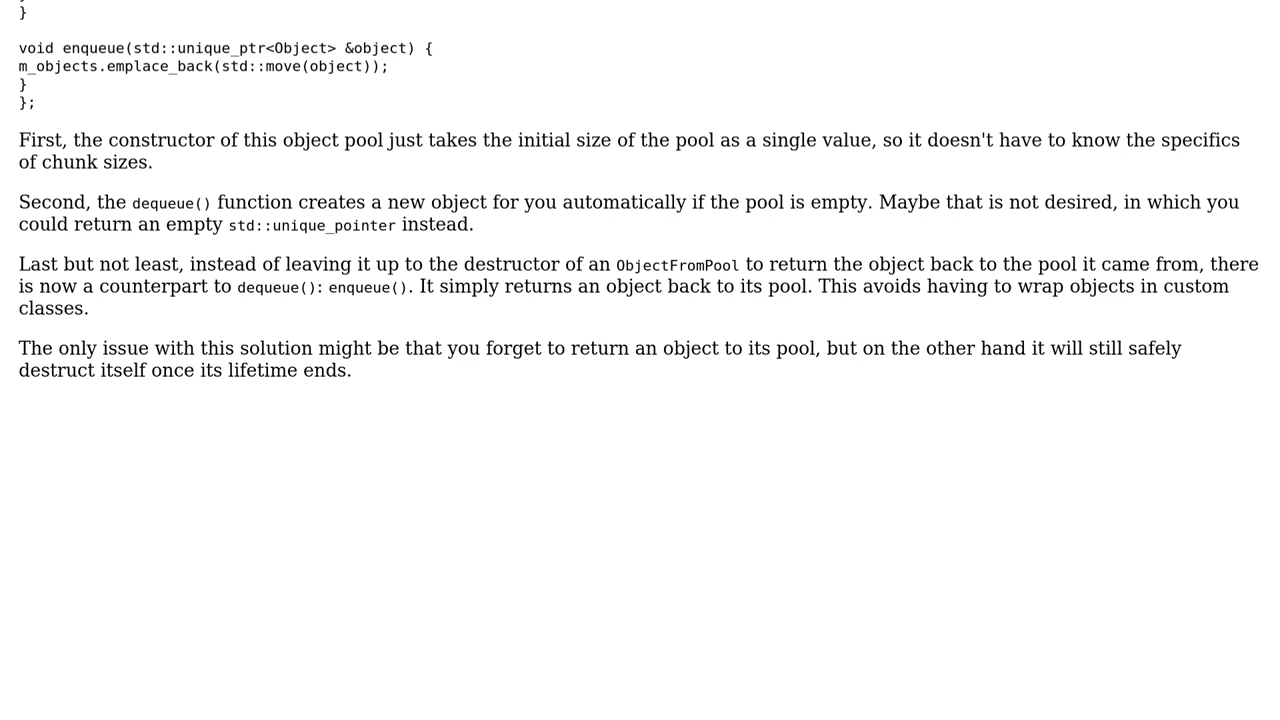 }
void enqueue(std::unique_ptr<Object> &object) {
m_objects.emplace_back(std::move(object));
}
};
First, the constructor of this object pool just takes the initial size of the pool as a single value, so it doesn't have to know the specifics
of chunk sizes.
Second, the dequeue() function creates a new object for you automatically if the pool is empty. Maybe that is not desired, in which you
could return an empty std::unique_pointer instead.
Last but not least, instead of leaving it up to the destructor of an ObjectFromPool to return the object back to the pool it came from, there
is now a counterpart to dequeue(): enqueue(). It simply returns an object back to its pool. This avoids having to wrap objects in custom
classes.
The only issue with this solution might be that you forget to return an object to its pool, but on the other hand it will still safely
destruct itself once its lifetime ends.